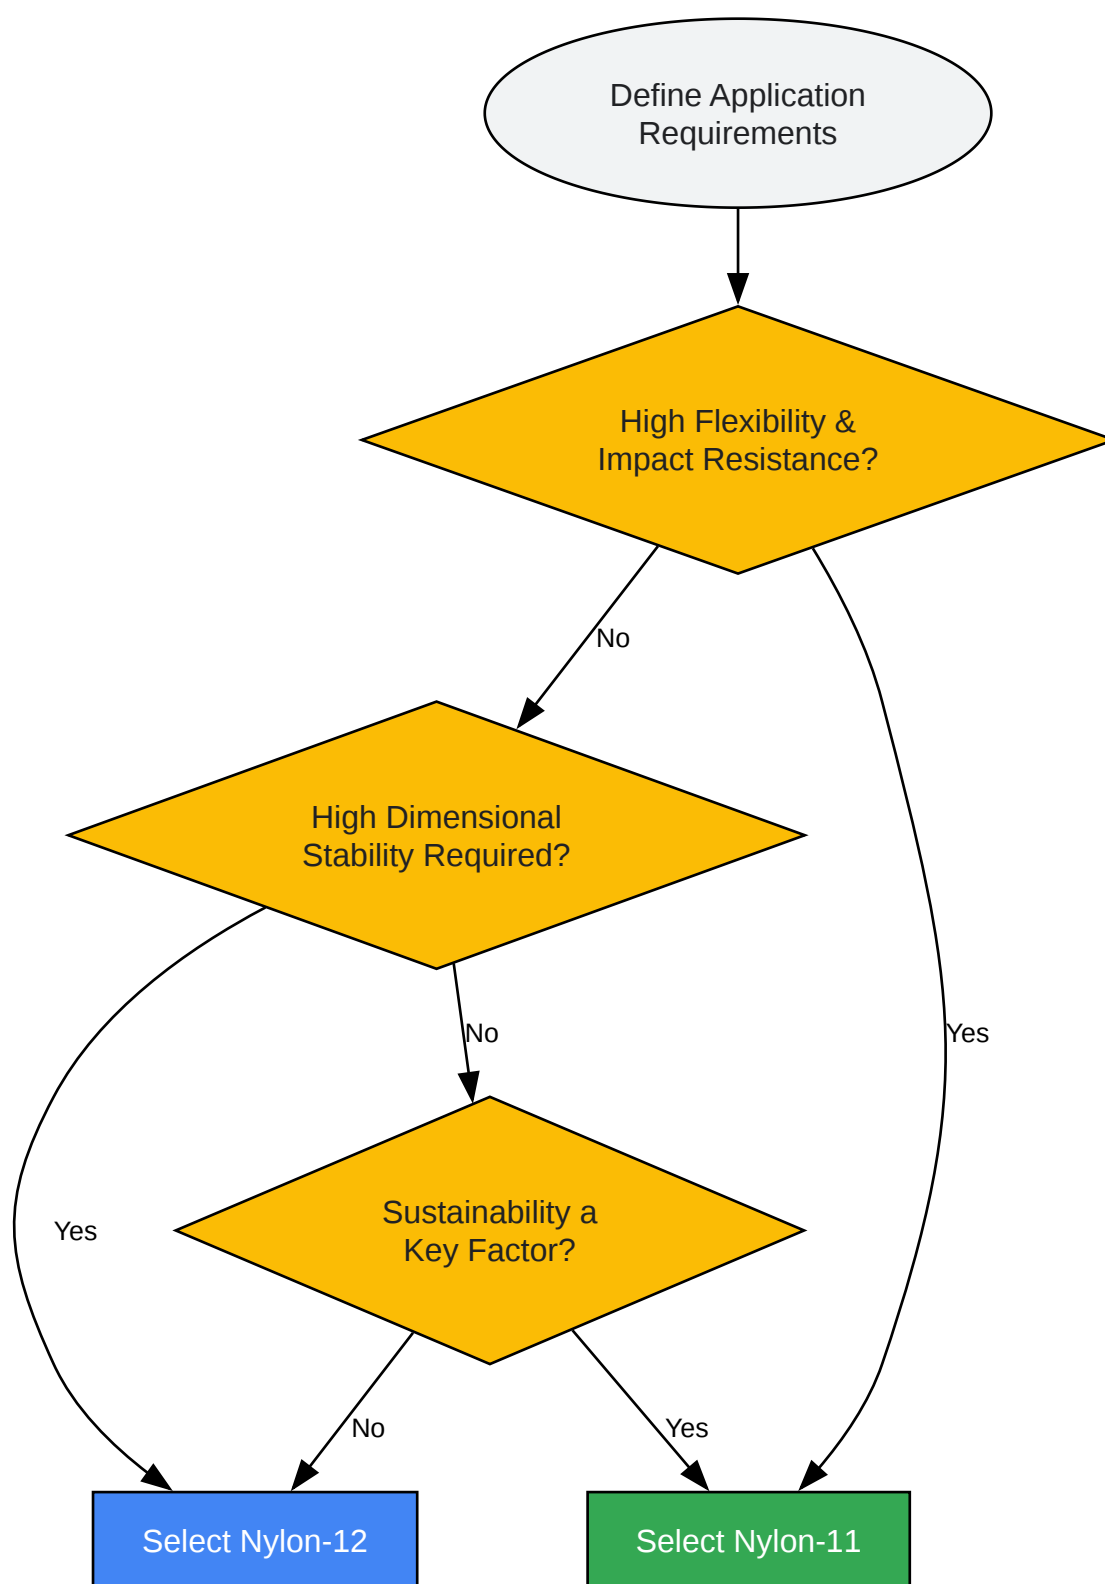 Define Application
Requirements
High Flexibility &
Impact Resistance?
No
High Dimensional
Stability Required?
No
Yes
Sustainability a
Key Factor?
Yes
No
Yes
Select Nylon-12
Select Nylon-11